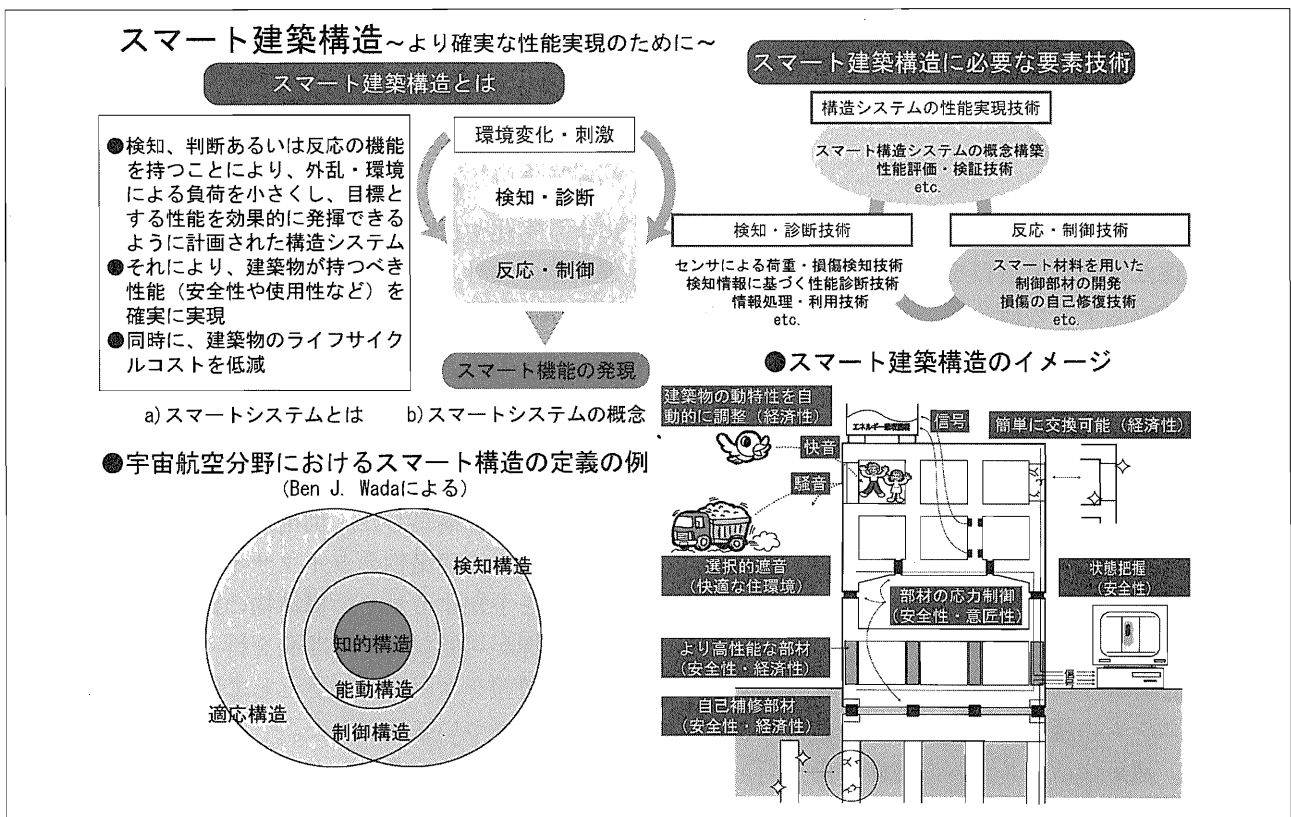 スマート建築構造～より確実な性能実現のために～
スマート建築構造とは
●検知、判断あるいは反応の機能
を持つことにより、外乱・環境
による負荷を小さくし、目標と
する性能を効果的に発揮できる
ように計画された構造システム
●それにより、建築物が持つべき
性能（安全性や使用性など）を
確実に実現
●同時に、建築物のライフサイク
ルコストを低減
a)スマートシステムとは
環境変化・刺激
検知・診断
反応・制御
スマート機能の発現
b)スマートシステムの概念
●宇宙航空分野におけるスマート構造の定義の例
(Ben J. Wadaによる)
検知構造
知的構造
能動構造
適応構造
制御構造
スマート建築構造に必要な要素技術
構造システムの性能実現技術
スマート構造システムの概念構築
性能評価・検証技術
etc.
検知・診断技術
センサによる荷重・損傷検知技術
検知情報に基づく性能診断技術
情報処理・利用技術
etc.
反応・制御技術
スマート材料を用いた
制御部材の開発
損傷の自己修復技術
etc.
●スマート建築構造のイメージ
建築物の動特性を自
動的に調整（経済性）
エネルギー吸収装置
信号
簡単に交換可能（経済性）
快音
騒音
選択的遮音
(快適な住環境)
部材の応力制御
(安全性・意匠性)
状態把握
(安全性)
より高性能な部材
(安全性・経済性)
信号
自己補修部材
(安全性・経済性)